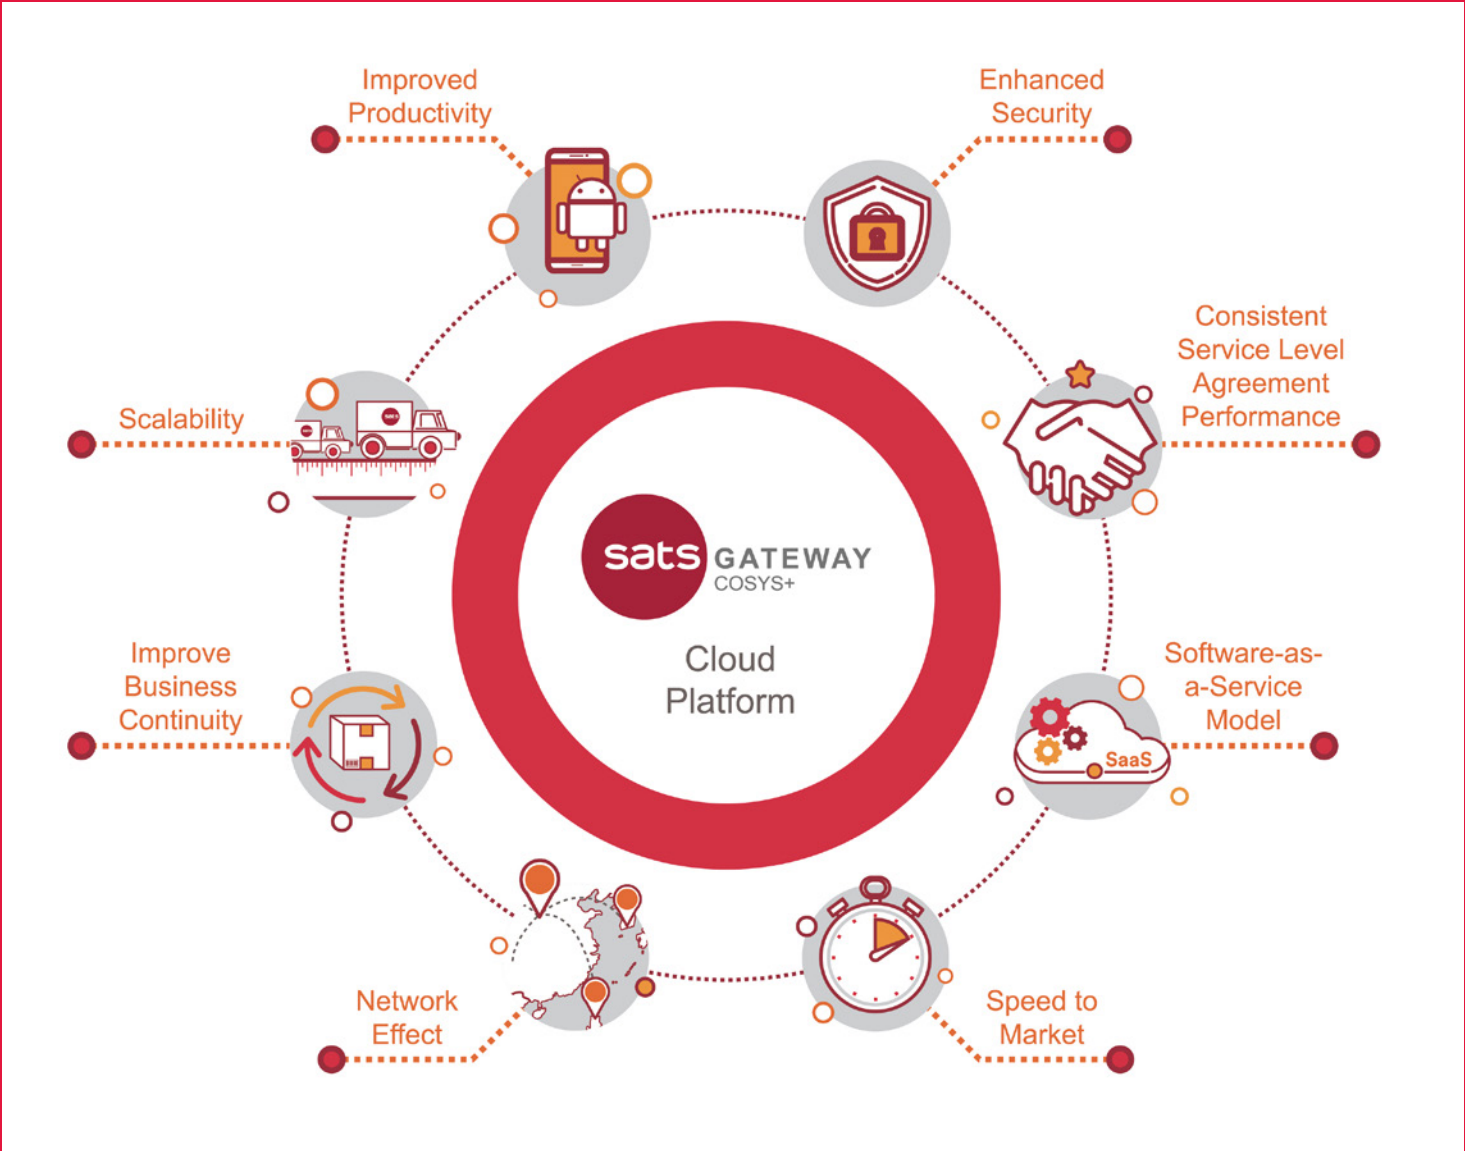 Improved
Productivity
Enhanced
Security
Consistent
Service Level
Agreement
Performance
Scalability
sats GATEWAY
COSYS+
Cloud
Platform
Improve
Business
Continuity
Software-as-
a-Service
Model
SaaS
Network
Effect
Speed to
Market